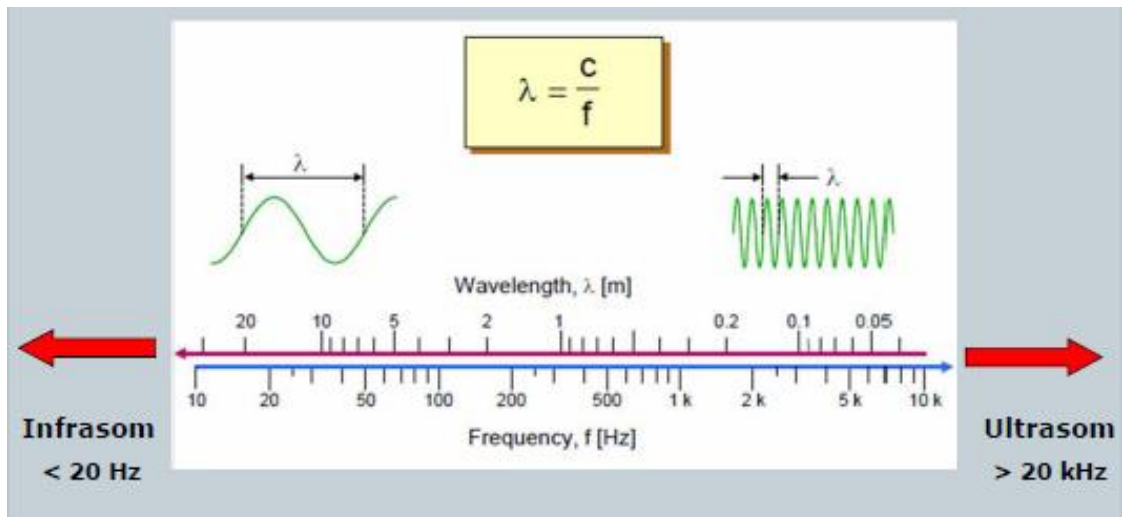 λ = c
f
λ
λ
Wavelength, λ [m]
20 10 5 2 1 0.2 0.1 0.05
10 20 50 100 200 500 1 k 2 k 5 k 10 k
Frequency, f [Hz]
Infrasom
< 20 Hz
Ultrasom
> 20 kHz